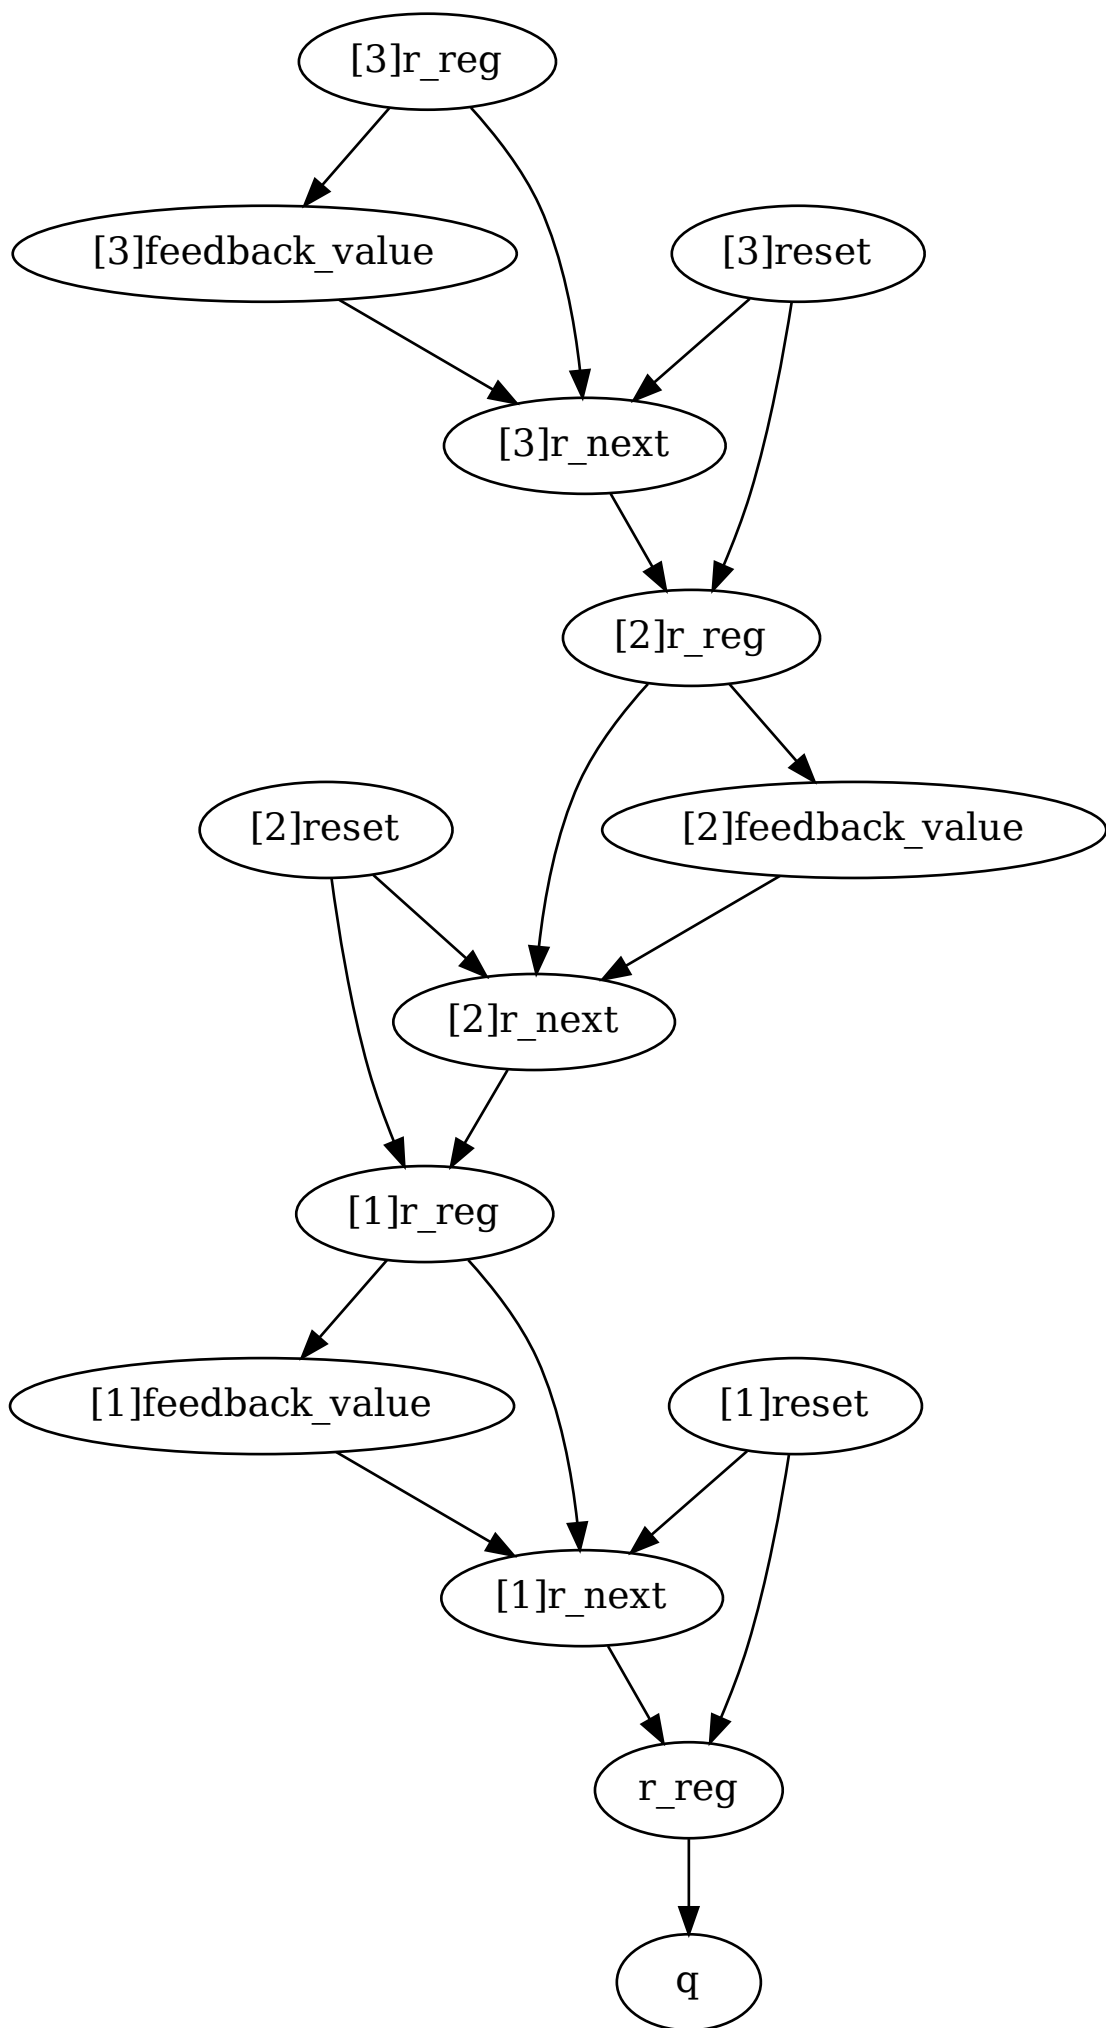 [3]r_reg
[3]feedback_value
[3]reset
[3]r_next
[2]r_reg
[2]reset
[2]feedback_value
[2]r_next
[1]r_reg
[1]feedback_value
[1]reset
[1]r_next
r_reg
q